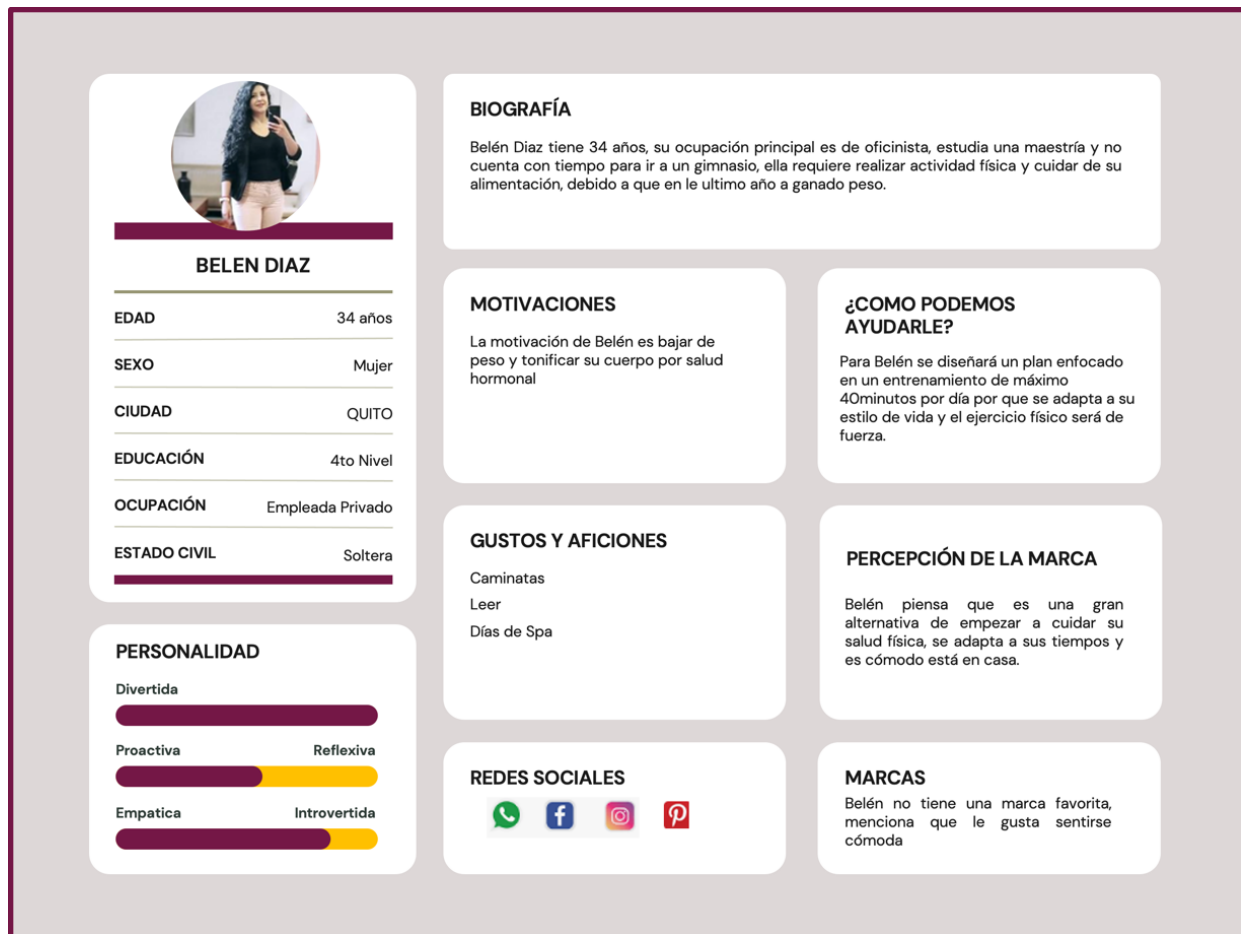 BELEN DIAZ
EDAD 34 años
SEXO Mujer
CIUDAD QUITO
EDUCACIÓN 4to Nivel
OCUPACIÓN Empleada Privado
ESTADO CIVIL Soltera
PERSONALIDAD
Divertida
Proactiva Reflexiva
Empatica Introvertida
BIOGRAFÍA
Belén Diaz tiene 34 años, su ocupación principal es de oficinista, estudia una maestría y no
cuenta con tiempo para ir a un gimnasio, ella requiere realizar actividad física y cuidar de su
alimentación, debido a que en le ultimo año a ganado peso.
MOTIVACIONES
La motivación de Belén es bajar de
peso y tonificar su cuerpo por salud
hormonal
¿COMO PODEMOS
AYUDARLE?
Para Belén se diseñará un plan enfocado
en un entrenamiento de máximo
40minutos por día por que se adapta a su
estilo de vida y el ejercicio físico será de
fuerza.
GUSTOS Y AFICIONES
Caminatas
Leer
Días de Spa
PERCEPCIÓN DE LA MARCA
Belén piensa que es una gran
alternativa de empezar a cuidar su
salud física, se adapta a sus tiempos y
es cómodo está en casa.
REDES SOCIALES
MARCAS
Belén no tiene una marca favorita,
menciona que le gusta sentirse
cómoda